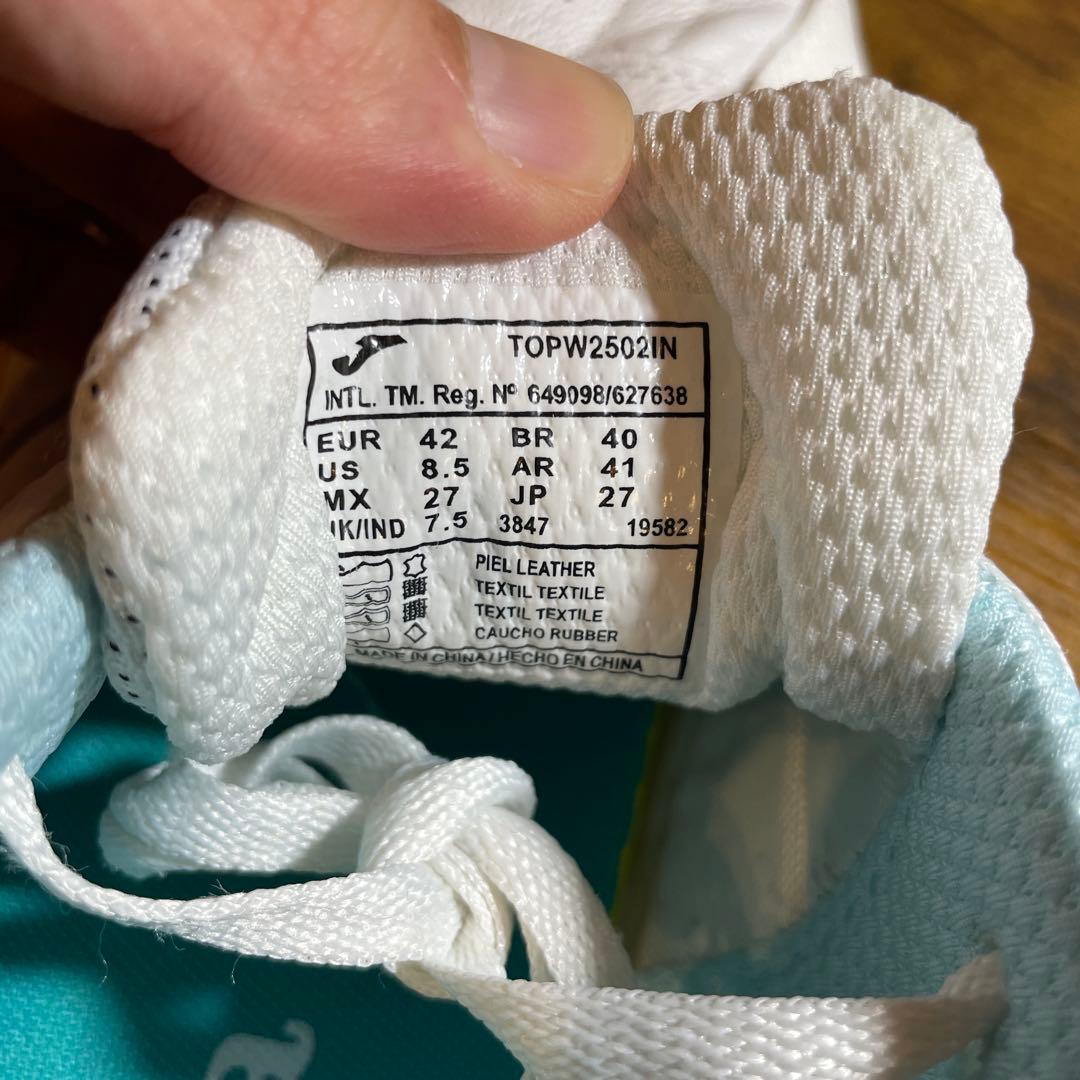 TOPW2502IN
INTL. TM. Reg. Nº 649098/627638
EUR 42 BR 40
US 8.5 AR 41
MX 27 JP 27
UK/IND 7.5 3847 19582
PIEL LEATHER
TEXTIL TEXTILE
TEXTIL TEXTILE
CAUCHO RUBBER
MADE IN CHINA / HECHO EN CHINA